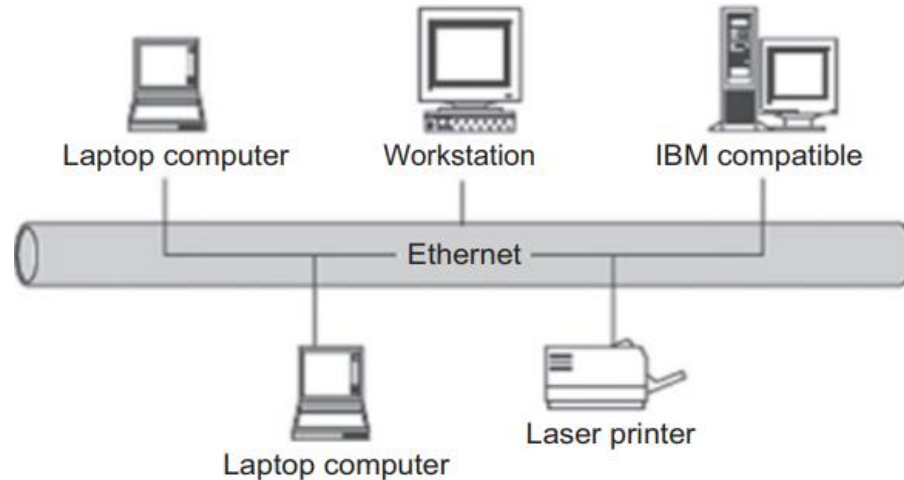 Laptop computer
Workstation
IBM compatible
Ethernet
Laser printer
Laptop computer